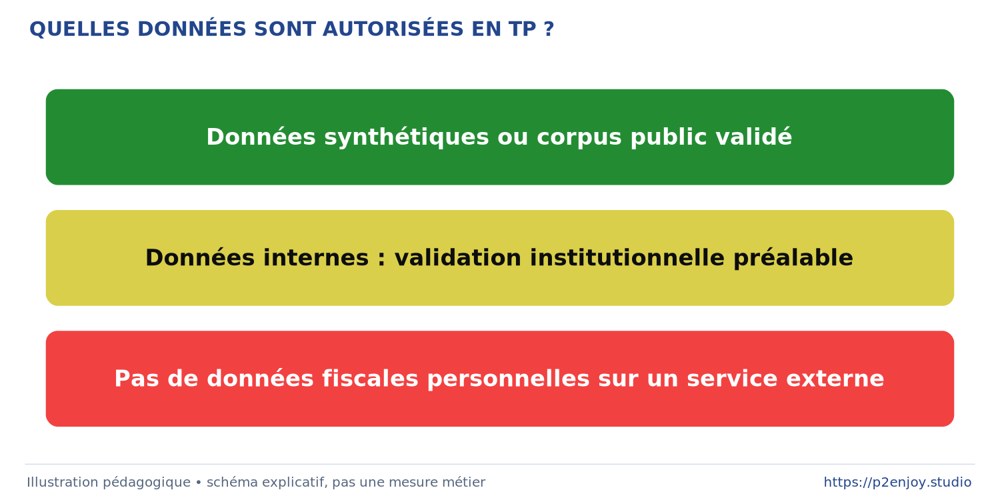 QUELLES DONNÉES SONT AUTORISÉES EN TP ?
Données synthétiques ou corpus public validé
Données internes : validation institutionnelle préalable
Pas de données fiscales personnelles sur un service externe
Illustration pédagogique • schéma explicatif, pas une mesure métier
https://p2enjoy.studio